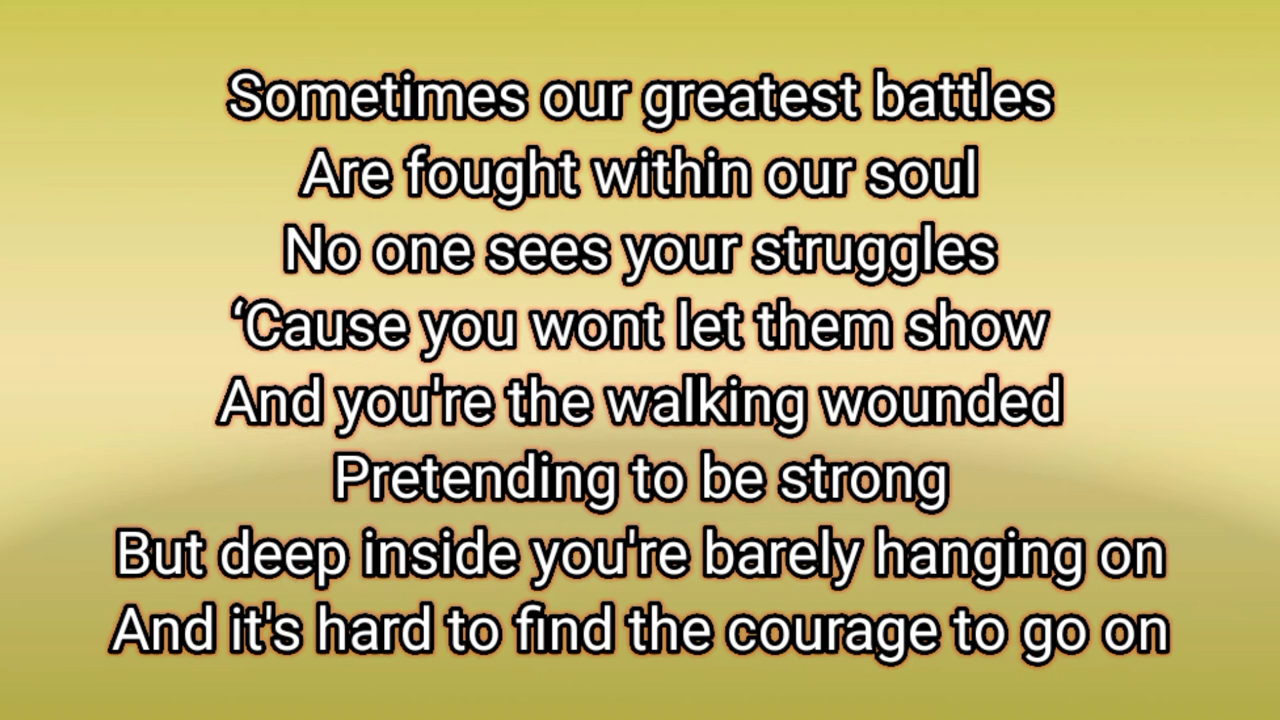 Sometimes our greatest battles
Are fought within our soul
No one sees your struggles
‘Cause you wont let them show
And you're the walking wounded
Pretending to be strong
But deep inside you're barely hanging on
And it's hard to find the courage to go on